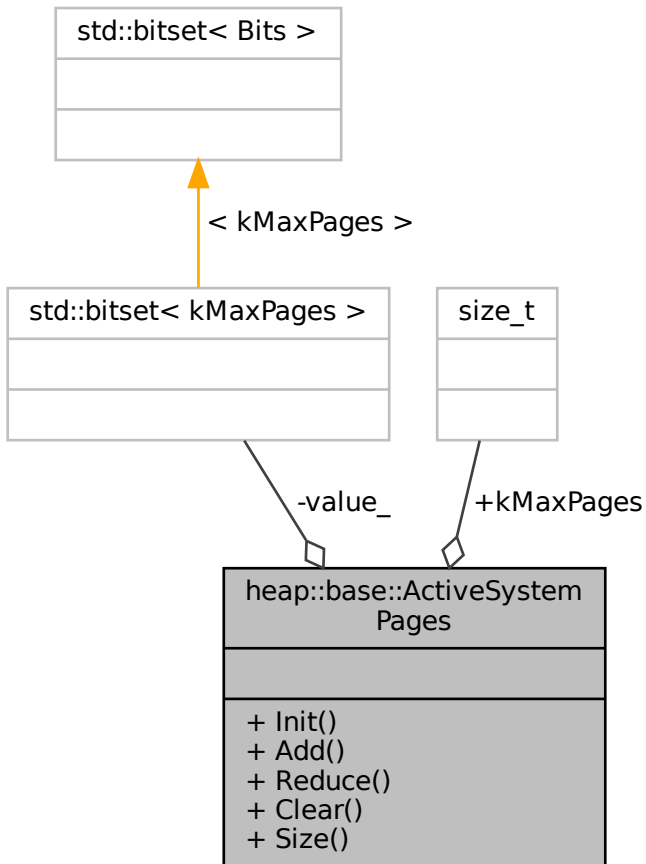 std::bitset< Bits >
< kMaxPages >
std::bitset< kMaxPages >
size_t
-value_
+kMaxPages
heap::base::ActiveSystem
Pages
+ Init()
+ Add()
+ Reduce()
+ Clear()
+ Size()